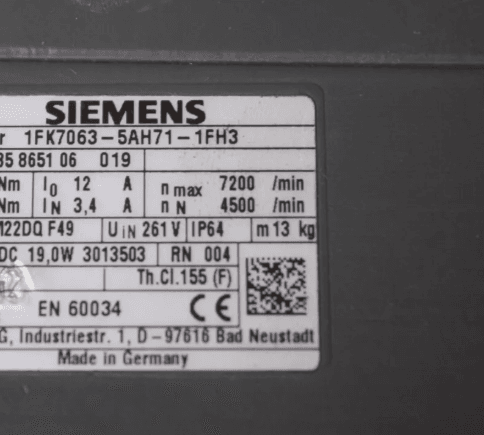 SIEMENS
r 1FK7063-5AH71-1FH3
35 8651 06 019
Nm I0 12 A n max 7200 /min
Nm IN 3,4 A n N 4500 /min
M22DQ F49 UIN 261 V IP64 m 13 kg
DC 19,0W 3013503 RN 004
Th.Cl.155 (F)
EN 60034 CE
G, Industriestr. 1, D-97616 Bad Neustadt
Made in Germany